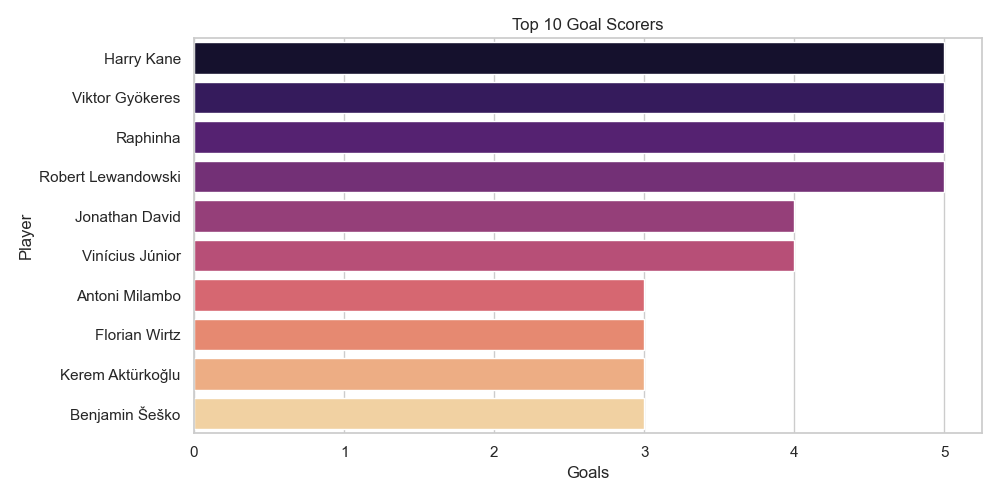 Top 10 Goal Scorers
Player
Harry Kane
Viktor Gyökeres
Raphinha
Robert Lewandowski
Jonathan David
Vinícius Júnior
Antoni Milambo
Florian Wirtz
Kerem Aktürkoğlu
Benjamin Šeško
0 1 2 3 4 5
Goals